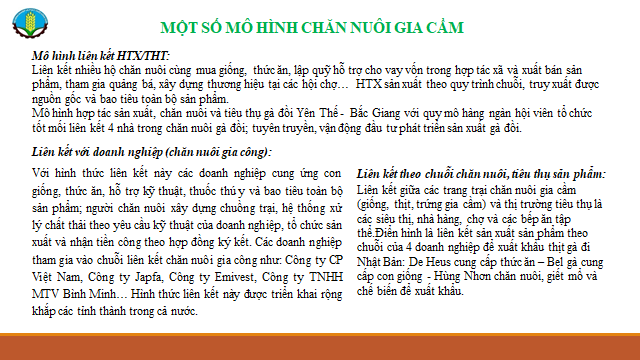 MỘT SỐ MÔ HÌNH CHĂN NUÔI GIA CẦM
Mô hình liên kết HTX/THT:
Liên kết nhiều hộ chăn nuôi cùng mua giống, thức ăn, lập quỹ hỗ trợ cho vay vốn trong hợp tác xã và xuất bán sản
phẩm, tham gia quảng bá, xây dựng thương hiệu tại các hội chợ… HTX sản xuất theo quy trình chuỗi, truy xuất được
nguồn gốc và bao tiêu toàn bộ sản phẩm.
Mô hình hợp tác sản xuất, chăn nuôi và tiêu thụ gà đồi Yên Thế - Bắc Giang với quy mô hàng ngàn hội viên tổ chức
tốt mối liên kết 4 nhà trong chăn nuôi gà đồi; tuyên truyền, vận động đầu tư phát triển sản xuất gà đồi.
Liên kết với doanh nghiệp (chăn nuôi gia công):
Với hình thức liên kết này các doanh nghiệp cung ứng con
giống, thức ăn, hỗ trợ kỹ thuật, thuốc thú y và bao tiêu toàn bộ
sản phẩm; người chăn nuôi xây dựng chuồng trại, hệ thống xử
lý chất thải theo yêu cầu kỹ thuật của doanh nghiệp, tổ chức sản
xuất và nhận tiền công theo hợp đồng ký kết. Các doanh nghiệp
tham gia vào chuỗi liên kết chăn nuôi gia công như: Công ty CP
Việt Nam, Công ty Japfa, Công ty Emivest, Công ty TNHH
MTV Bình Minh… Hình thức liên kết này được triển khai rộng
khắp các tỉnh thành trong cả nước.
Liên kết theo chuỗi chăn nuôi, tiêu thụ sản phẩm:
Liên kết giữa các trang trại chăn nuôi gia cầm
(giống, thịt, trứng gia cầm) và thị trường tiêu thụ là
các siêu thị, nhà hàng, chợ và các bếp ăn tập
thể.Điển hình là liên kết sản xuất sản phẩm theo
chuỗi của 4 doanh nghiệp để xuất khẩu thịt gà đi
Nhật Bản: De Heus cung cấp thức ăn – Bel gà cung
cấp con giống - Hùng Nhơn chăn nuôi, giết mổ và
chế biến để xuất khẩu.